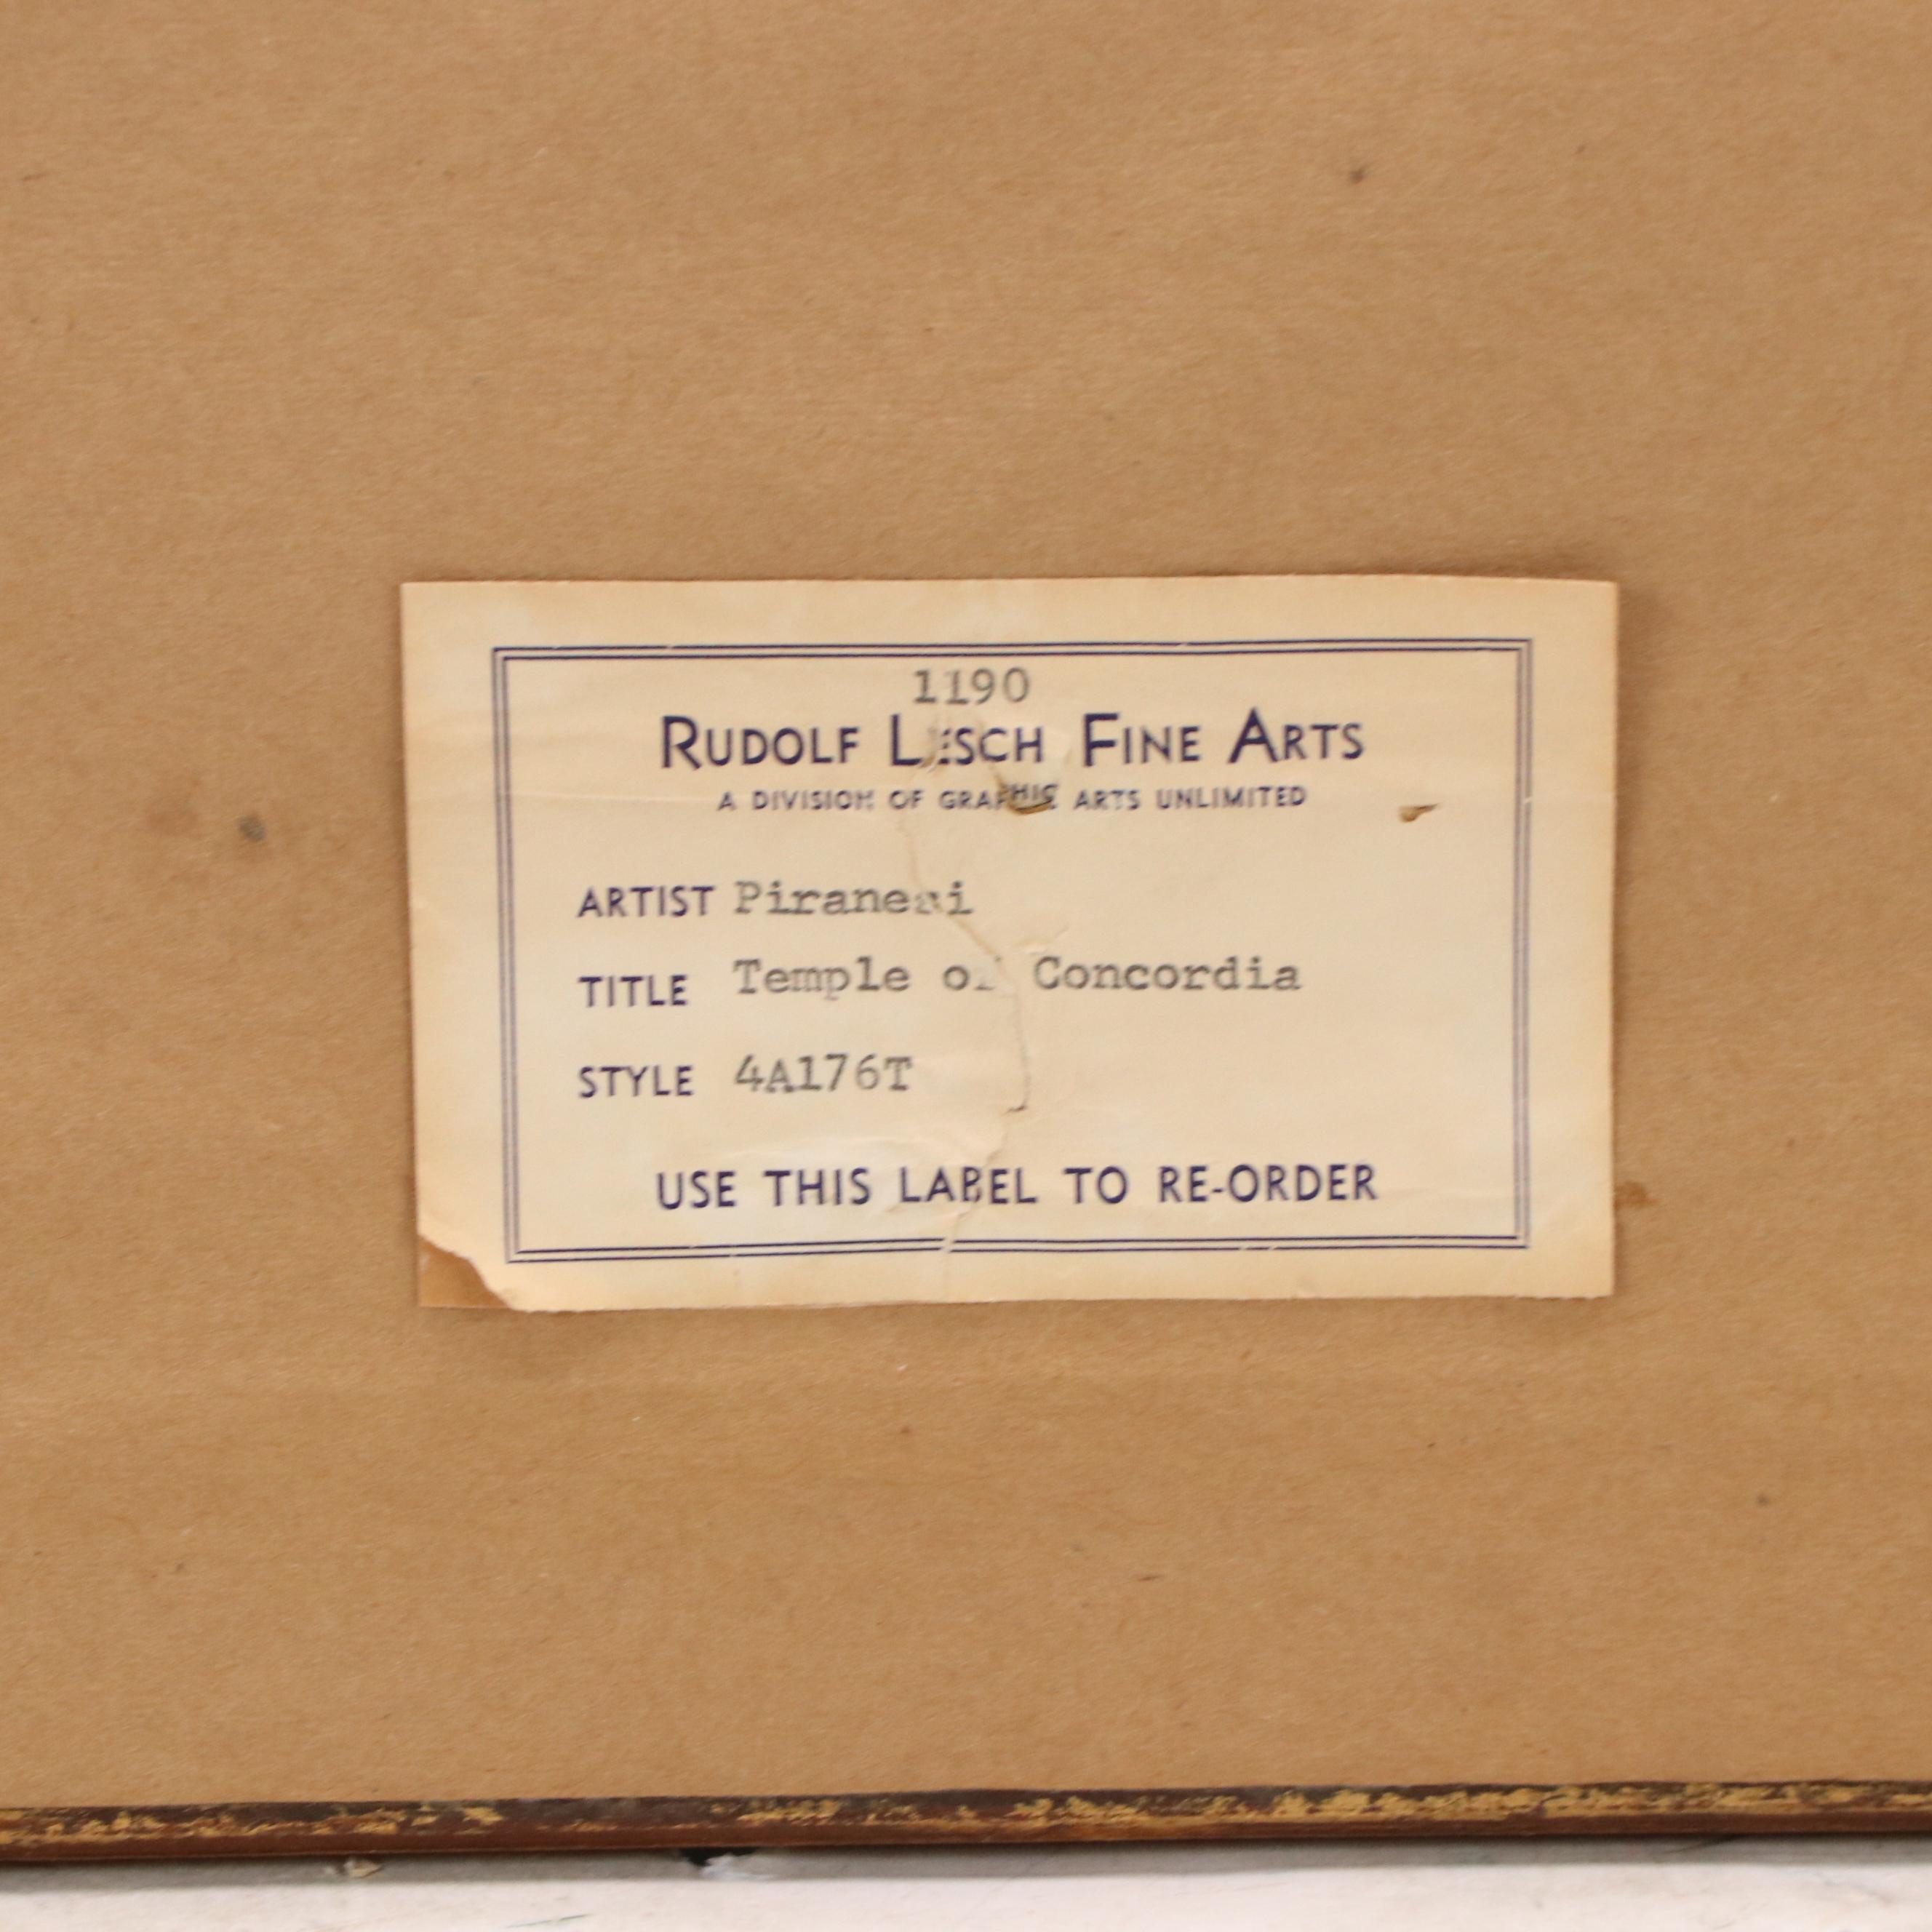 1190
RUDOLF LESCH FINE ARTS
A DIVISION OF GRAPHIC ARTS UNLIMITED
ARTIST Piranesi
TITLE Temple of Concordia
STYLE 4A176T
USE THIS LABEL TO RE-ORDER